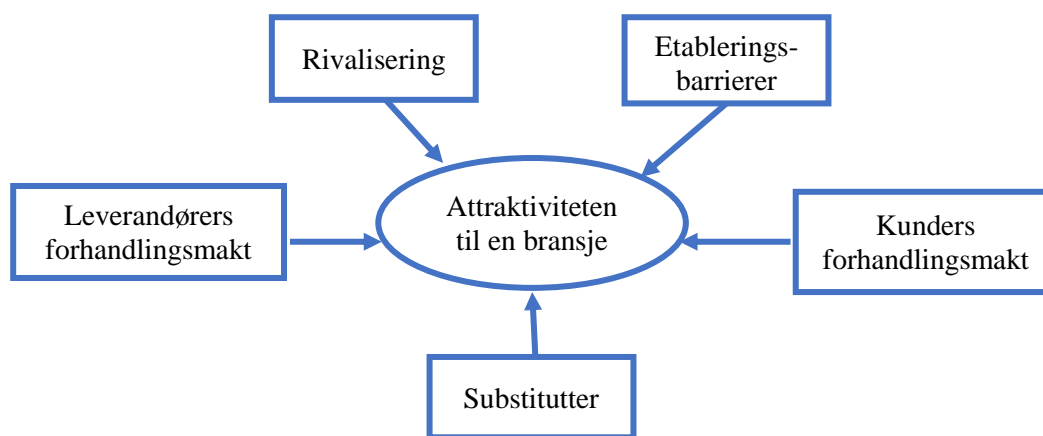 Rivalisering
Etablerings-
barrierer
Leverandørers
forhandlingsmakt
Attraktiviteten
til en bransje
Kunders
forhandlingsmakt
Substitutter